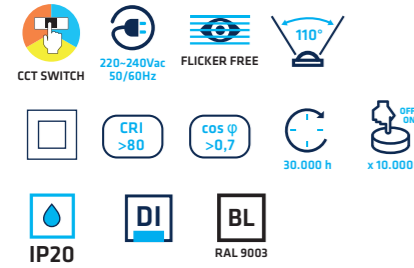 110°
CCT SWITCH
220~240Vac
50/60Hz
FLICKER FREE
CRI
>80
cos φ
>0,7
OFF
ON
30.000 h
x 10.000
DI
BL
IP20
RAL 9003